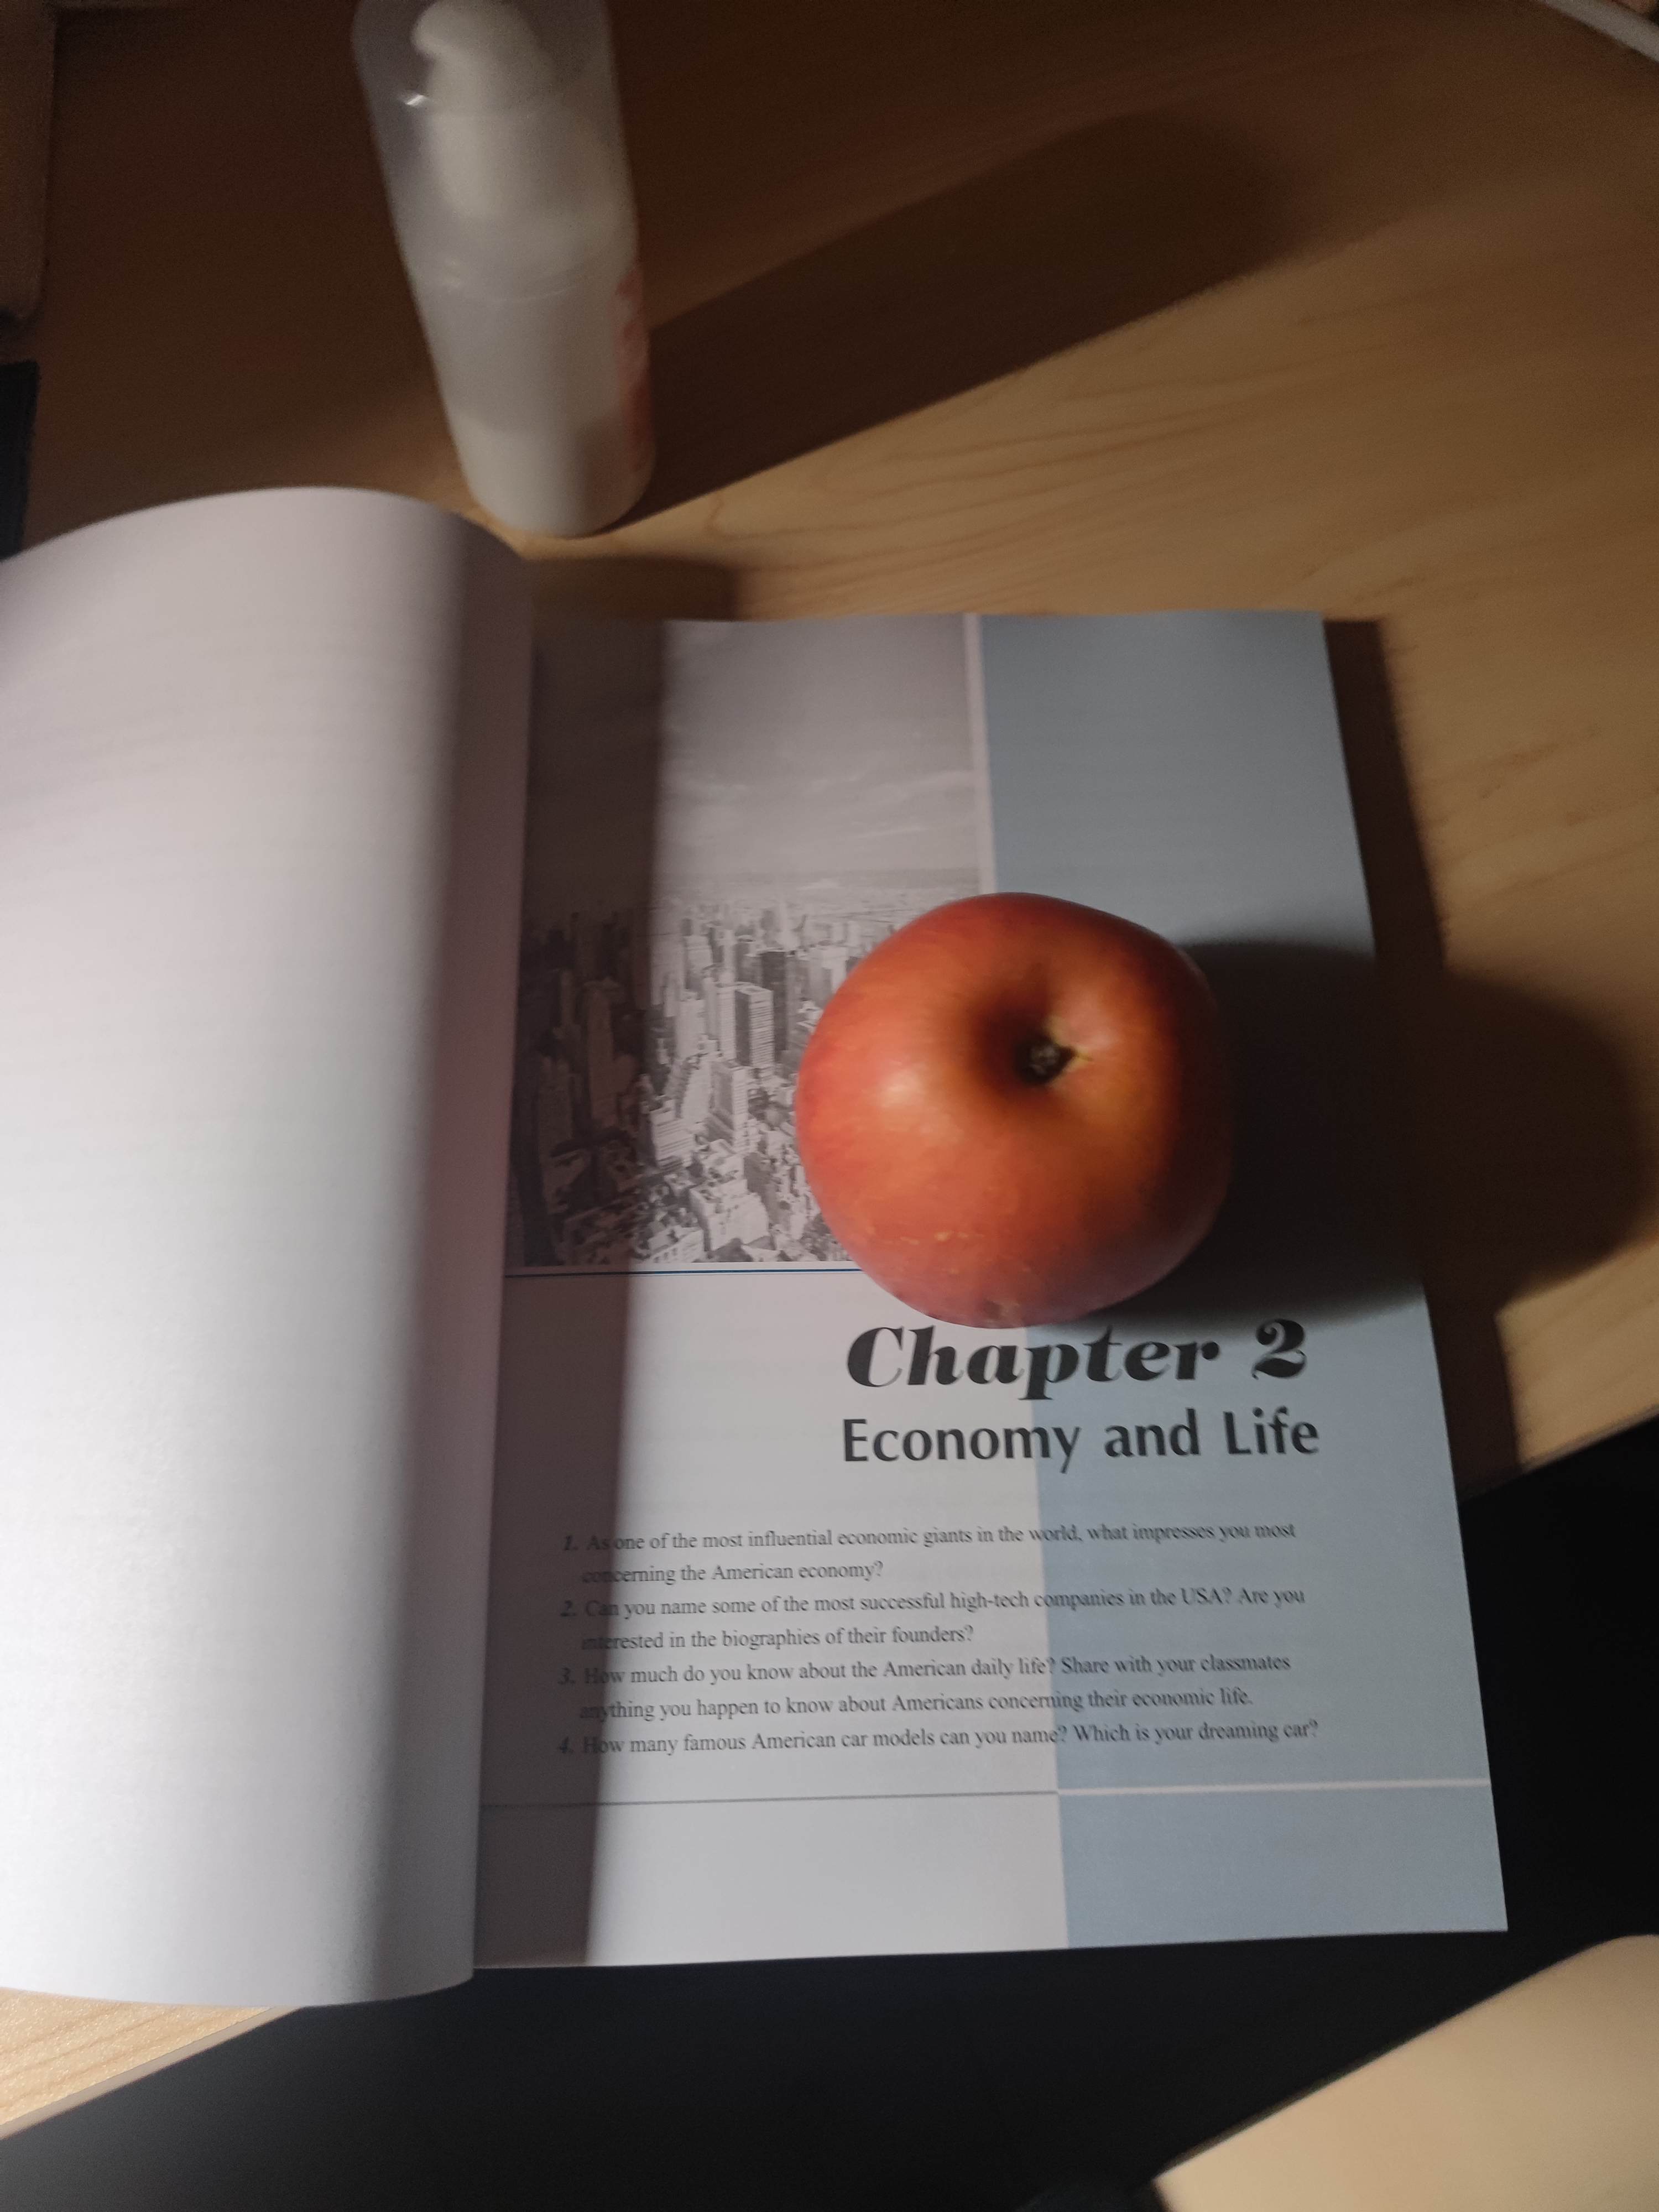 Chapter 2
Economy and Life
1. As one of the most influential economic giants in the world, what impresses you most
concerning the American economy?
2. Can you name some of the most successful high-tech companies in the USA? Are you
interested in the biographies of their founders?
3. How much do you know about the American daily life? Share with your classmates
anything you happen to know about Americans concerning their economic life.
4. How many famous American car models can you name? Which is your dreaming car?